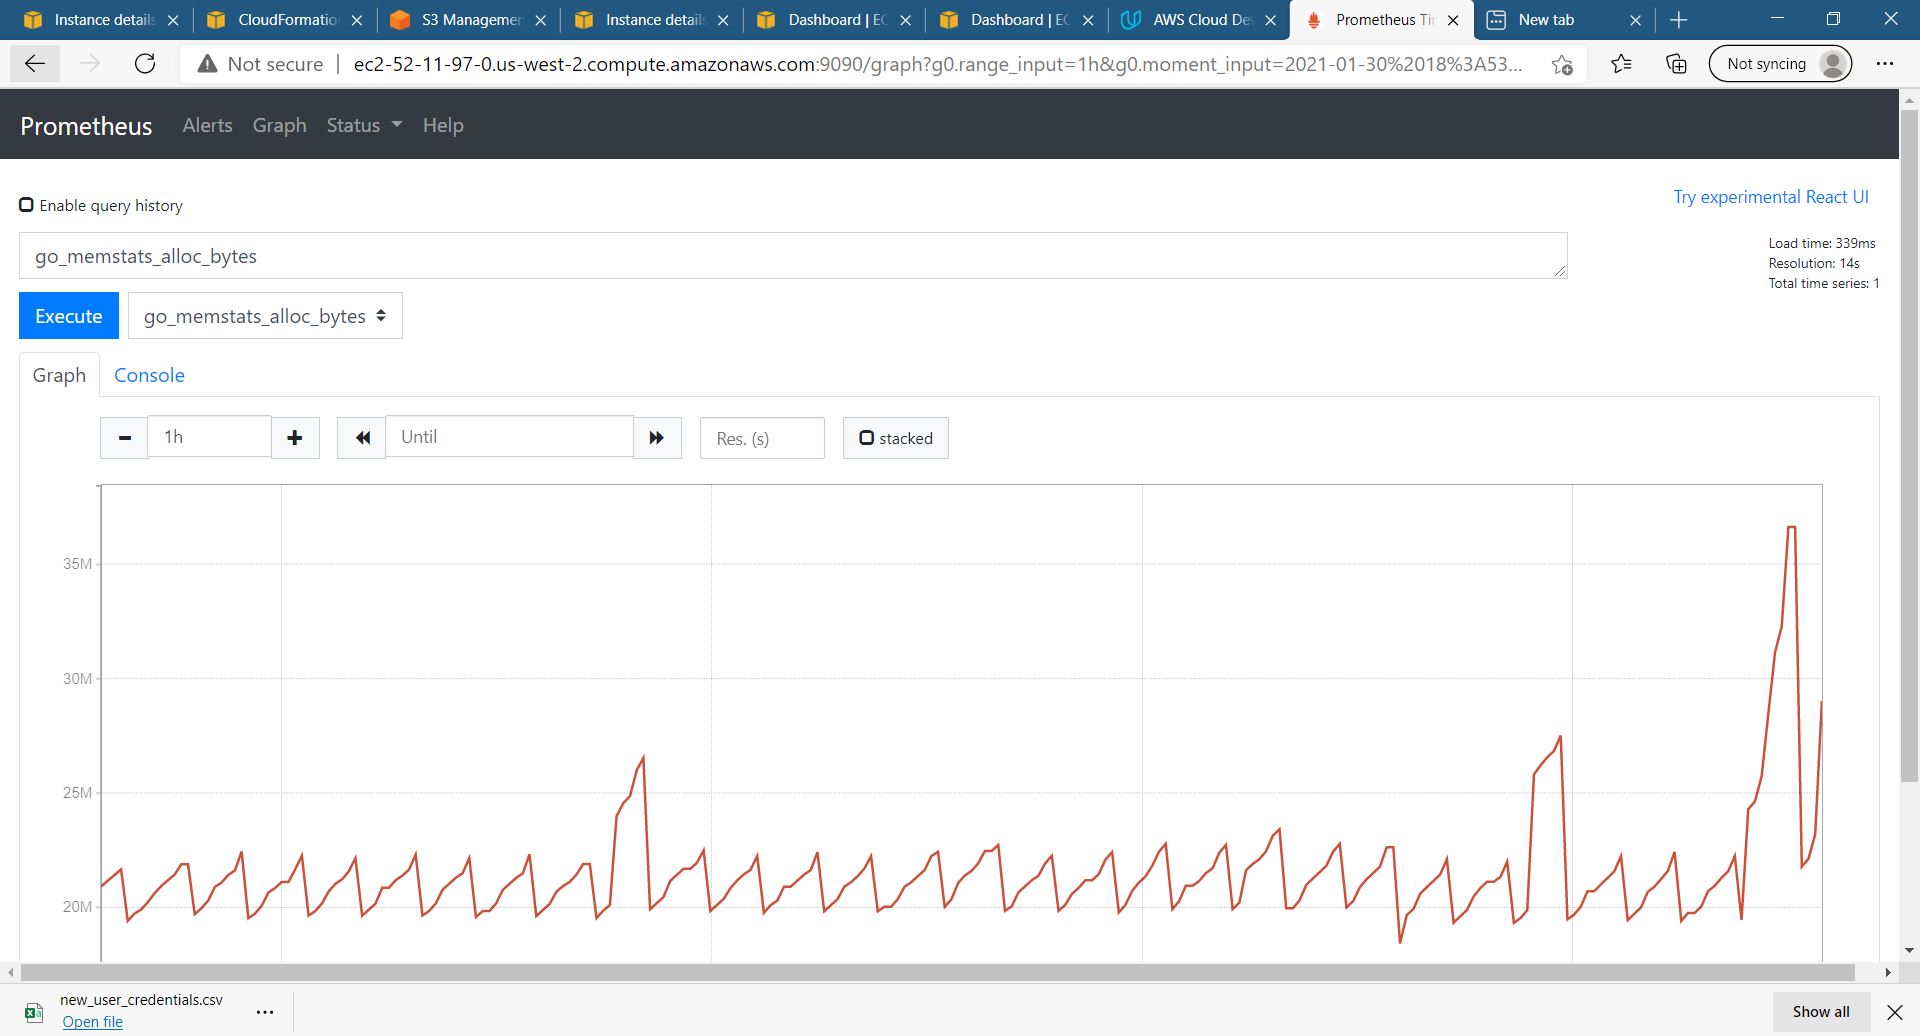 Instance details
CloudFormatio
S3 Managemen
Instance details
Dashboard | EC
Dashboard | EC
AWS Cloud De
Prometheus Tim
New tab
Not secure
ec2-52-11-97-0.us-west-2.compute.amazonaws.com:9090/graph?g0.range_input=1h&g0.moment_input=2021-01-30%2018%3A53...
Not syncing
Prometheus Alerts Graph Status Help
Enable query history
Try experimental React UI
go_memstats_alloc_bytes
Load time: 339ms
Resolution: 14s
Total time series: 1
Execute go_memstats_alloc_bytes
Graph Console
1h Until Res. (s) stacked
35M
30M
25M
20M
new_user_credentials.csv
Open file
Show all